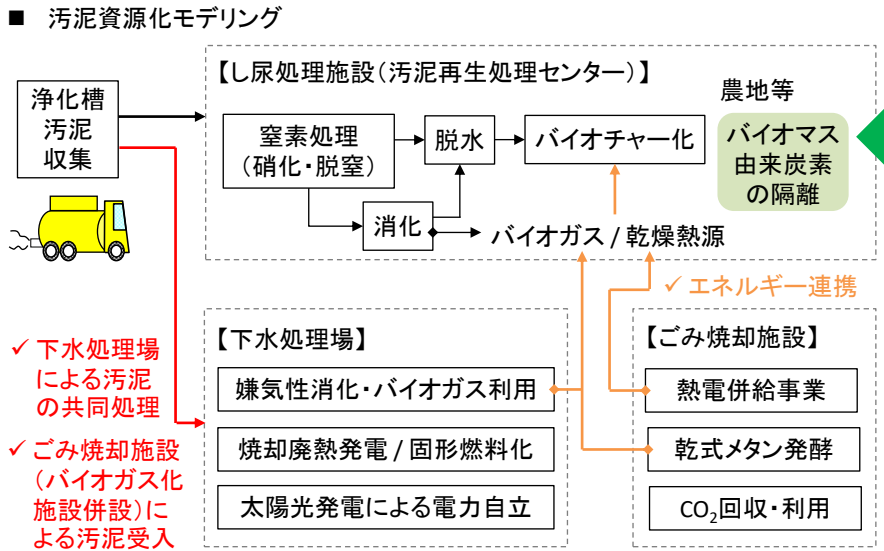 ■ 汚泥資源化モデリング
浄化槽
汚泥
収集
【し尿処理施設（汚泥再生処理センター）】
窒素処理
（硝化・脱窒）
脱水
バイオチャー化
消化
バイオガス / 乾燥熱源
農地等
バイオマス
由来炭素
の隔離
✓ エネルギー連携
✓ 下水処理場
による汚泥
の共同処理
✓ ごみ焼却施設
（バイオガス化
施設併設）に
よる汚泥受入
【下水処理場】
嫌気性消化・バイオガス利用
焼却廃熱発電 / 固形燃料化
太陽光発電による電力自立
【ごみ焼却施設】
熱電併給事業
乾式メタン発酵
CO₂回収・利用